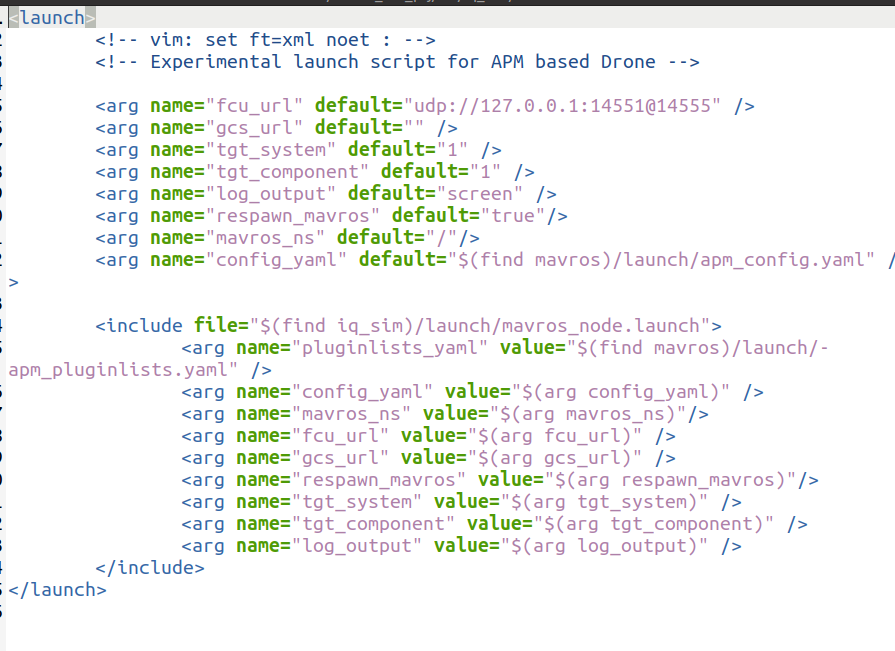 <launch>
<!-- vim: set ft=xml noet : -->
<!-- Experimental launch script for APM based Drone -->
<arg name="fcu_url" default="udp://127.0.0.1:14551@14555" />
<arg name="gcs_url" default="" />
<arg name="tgt_system" default="1" />
<arg name="tgt_component" default="1" />
<arg name="log_output" default="screen" />
<arg name="respawn_mavros" default="true"/>
<arg name="mavros_ns" default="/"/>
<arg name="config_yaml" default="$(find mavros)/launch/apm_config.yaml" /
>
<include file="$(find iq_sim)/launch/mavros_node.launch">
<arg name="pluginlists_yaml" value="$(find mavros)/launch/-
apm_pluginlists.yaml" />
<arg name="config_yaml" value="$(arg config_yaml)" />
<arg name="mavros_ns" value="$(arg mavros_ns)"/>
<arg name="fcu_url" value="$(arg fcu_url)" />
<arg name="gcs_url" value="$(arg gcs_url)" />
<arg name="respawn_mavros" value="$(arg respawn_mavros)"/>
<arg name="tgt_system" value="$(arg tgt_system)" />
<arg name="tgt_component" value="$(arg tgt_component)" />
<arg name="log_output" value="$(arg log_output)" />
</include>
</launch>